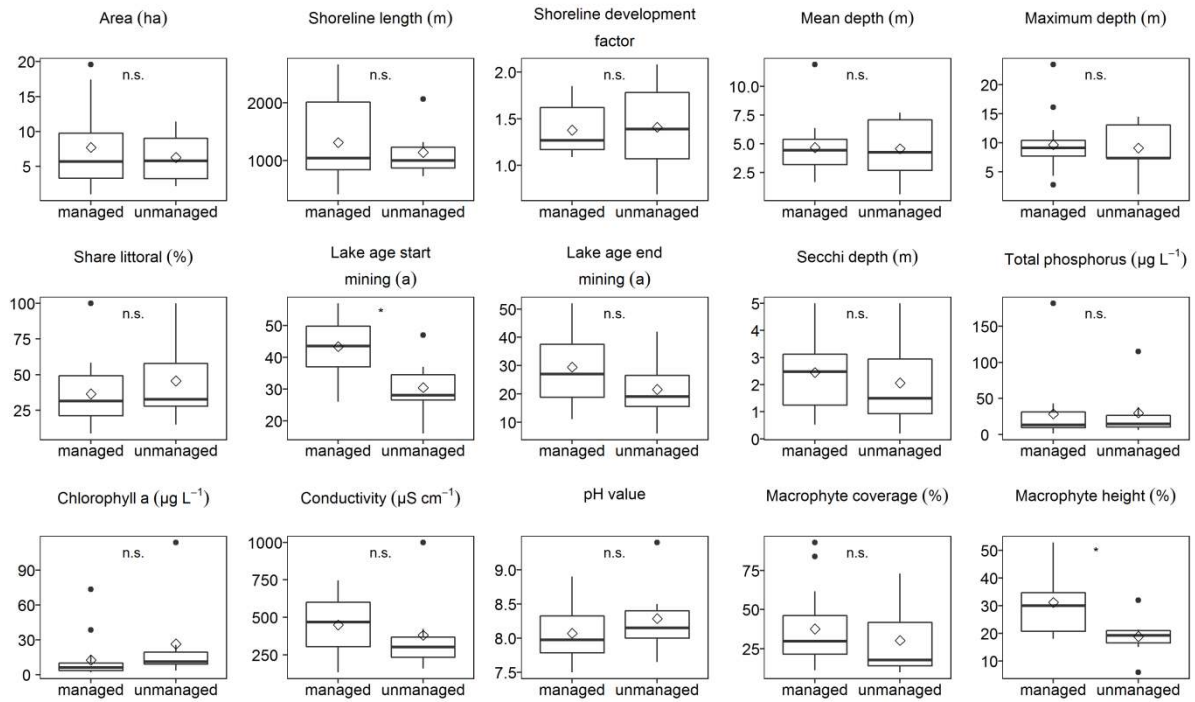 Area (ha)
20
15
10
5
n.s.
managed unmanaged
Shoreline length (m)
2000
1000
n.s.
managed unmanaged
Shoreline development
factor
2.0
1.5
1.0
n.s.
managed unmanaged
Mean depth (m)
10.0
7.5
5.0
2.5
n.s.
managed unmanaged
Maximum depth (m)
20
15
10
5
n.s.
managed unmanaged
Share littoral (%)
100
75
50
25
n.s.
managed unmanaged
Lake age start
mining (a)
50
40
30
20
*
managed unmanaged
Lake age end
mining (a)
50
40
30
20
10
n.s.
managed unmanaged
Secchi depth (m)
5
4
3
2
1
0
n.s.
managed unmanaged
Total phosphorus (µg L⁻¹)
150
100
50
0
n.s.
managed unmanaged
Chlorophyll a (µg L⁻¹)
90
60
30
0
n.s.
managed unmanaged
Conductivity (µS cm⁻¹)
1000
750
500
250
n.s.
managed unmanaged
pH value
9.5
9.0
8.5
8.0
7.5
n.s.
managed unmanaged
Macrophyte coverage (%)
75
50
25
n.s.
managed unmanaged
Macrophyte height (%)
50
40
30
20
10
*
managed unmanaged